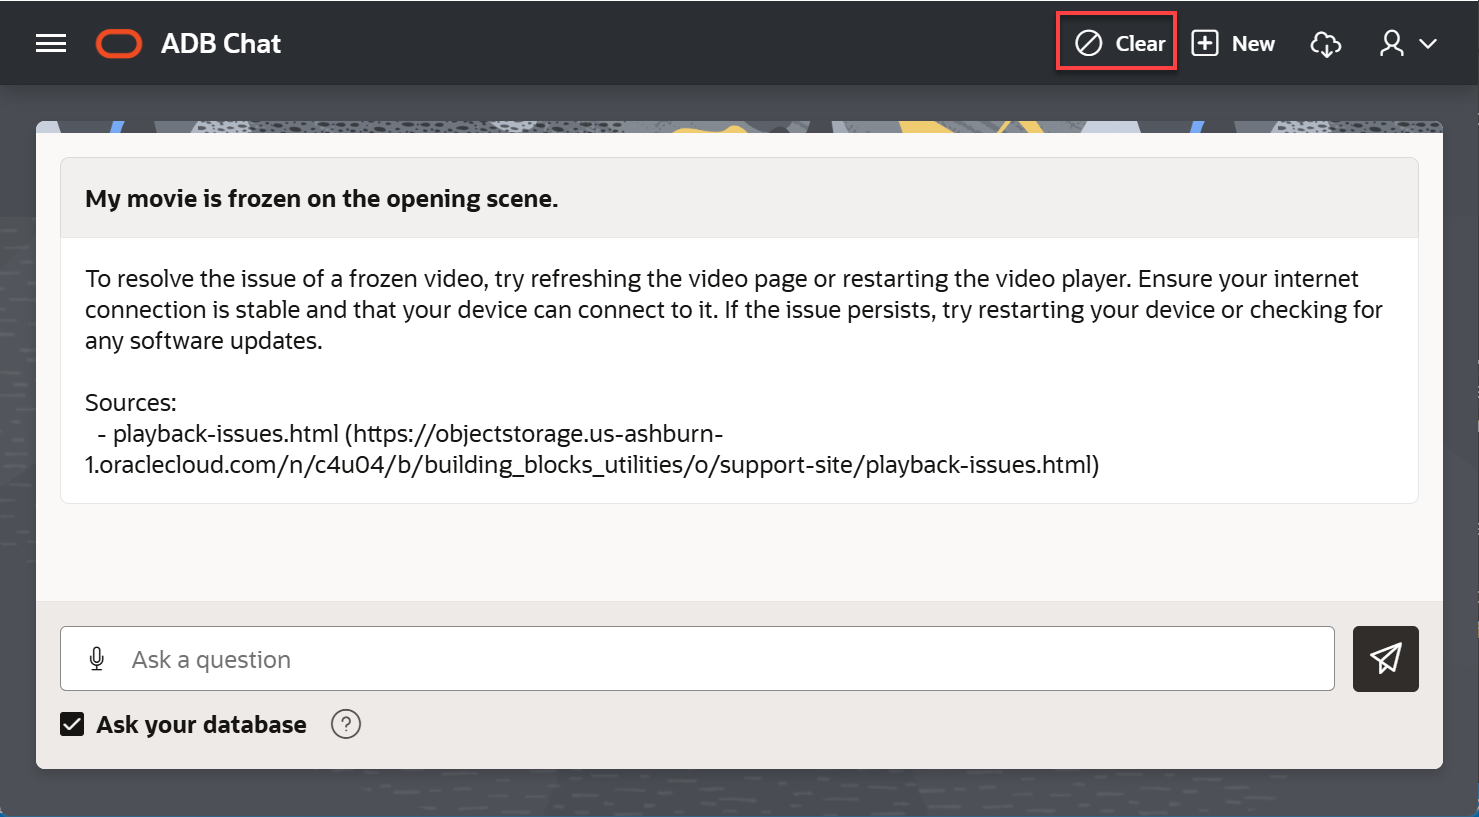 ADB Chat
Clear
New
My movie is frozen on the opening scene.
To resolve the issue of a frozen video, try refreshing the video page or restarting the video player. Ensure your internet
connection is stable and that your device can connect to it. If the issue persists, try restarting your device or checking for
any software updates.
Sources:
- playback-issues.html (https://objectstorage.us-ashburn-
1.oraclecloud.com/n/c4u04/b/building_blocks_utilities/o/support-site/playback-issues.html)
Ask a question
Ask your database ?